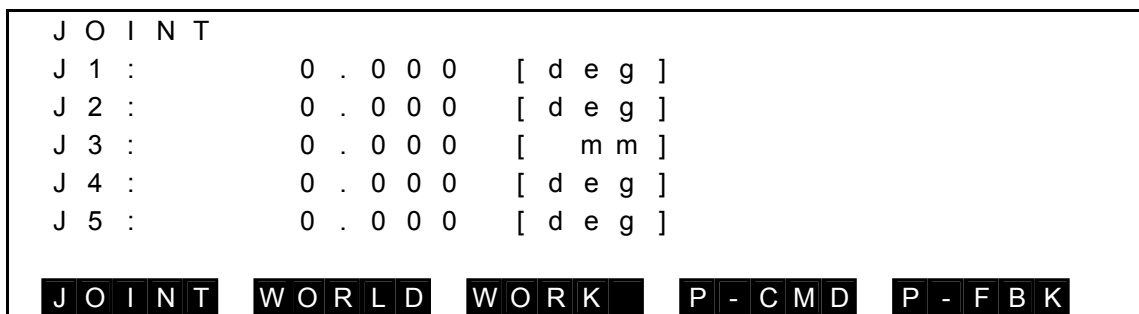 JOINT
J1: 0.000 [deg]
J2: 0.000 [deg]
J3: 0.000 [ mm]
J4: 0.000 [deg]
J5: 0.000 [deg]
JOINT WORLD WORK P-CMD P-FBK